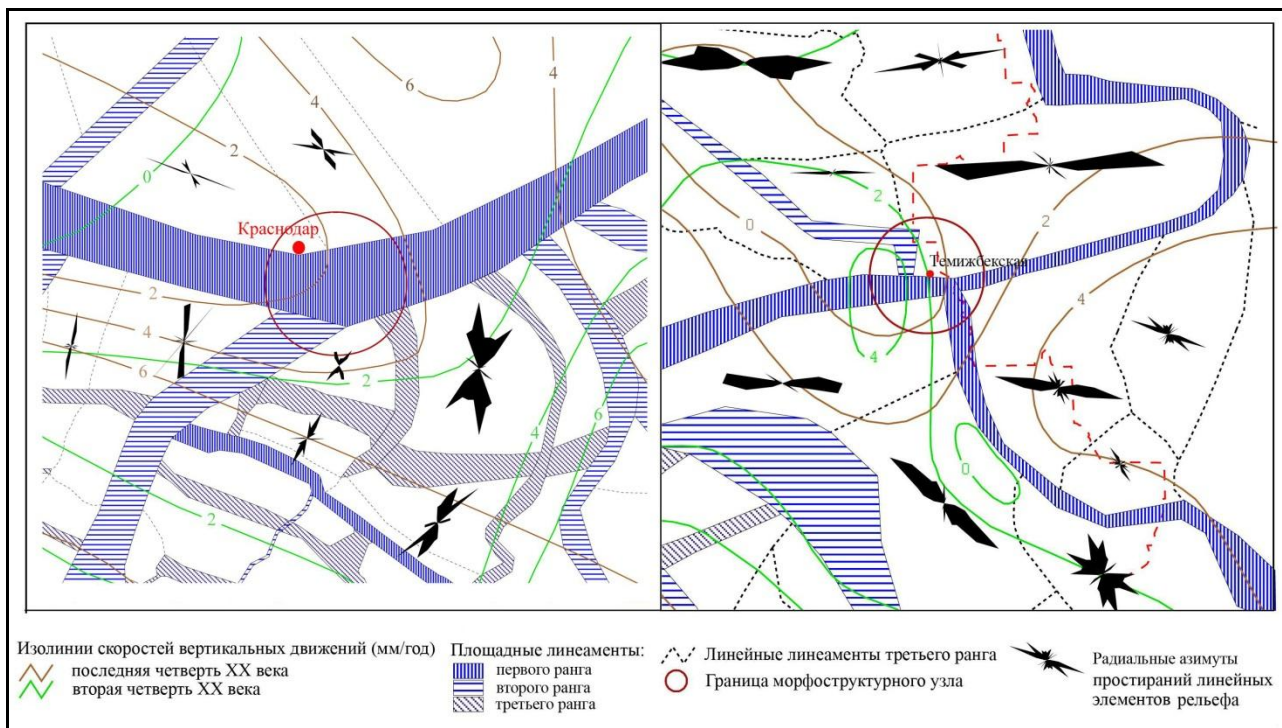 6
4
4
2
0
Краснодар
2
4
6
2
4
6
2
2
0
2
Темижбекская
4
4
0
Изолинии скоростей вертикальных движений (мм/год)
последняя четверть XX века
вторая четверть XX века
Площадные линеаменты:
первого ранга
второго ранга
третьего ранга
Линейные линеаменты третьего ранга
Граница морфоструктурного узла
Радиальные азимуты
простираний линейных
элементов рельефа